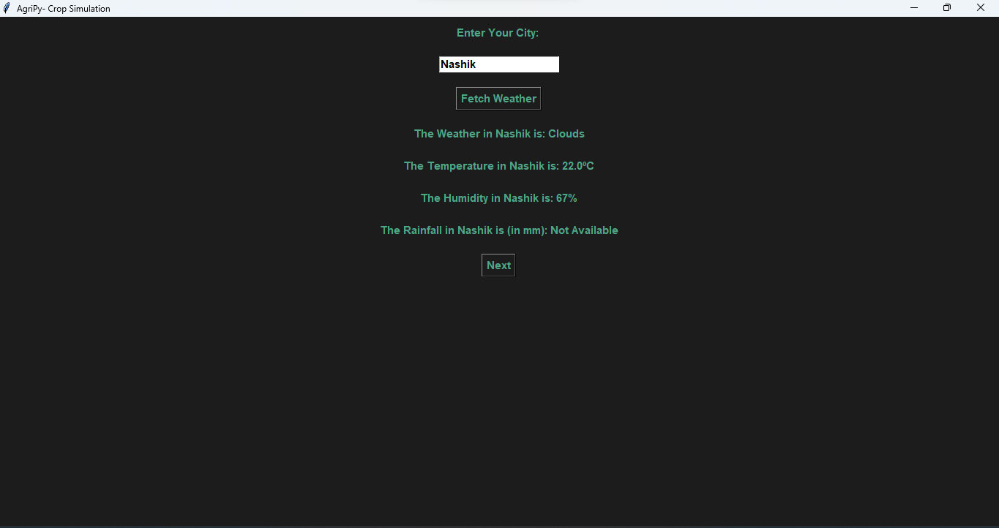 AgriPy- Crop Simulation
Enter Your City:
Nashik
Fetch Weather
The Weather in Nashik is: Clouds
The Temperature in Nashik is: 22.0ºC
The Humidity in Nashik is: 67%
The Rainfall in Nashik is (in mm): Not Available
Next